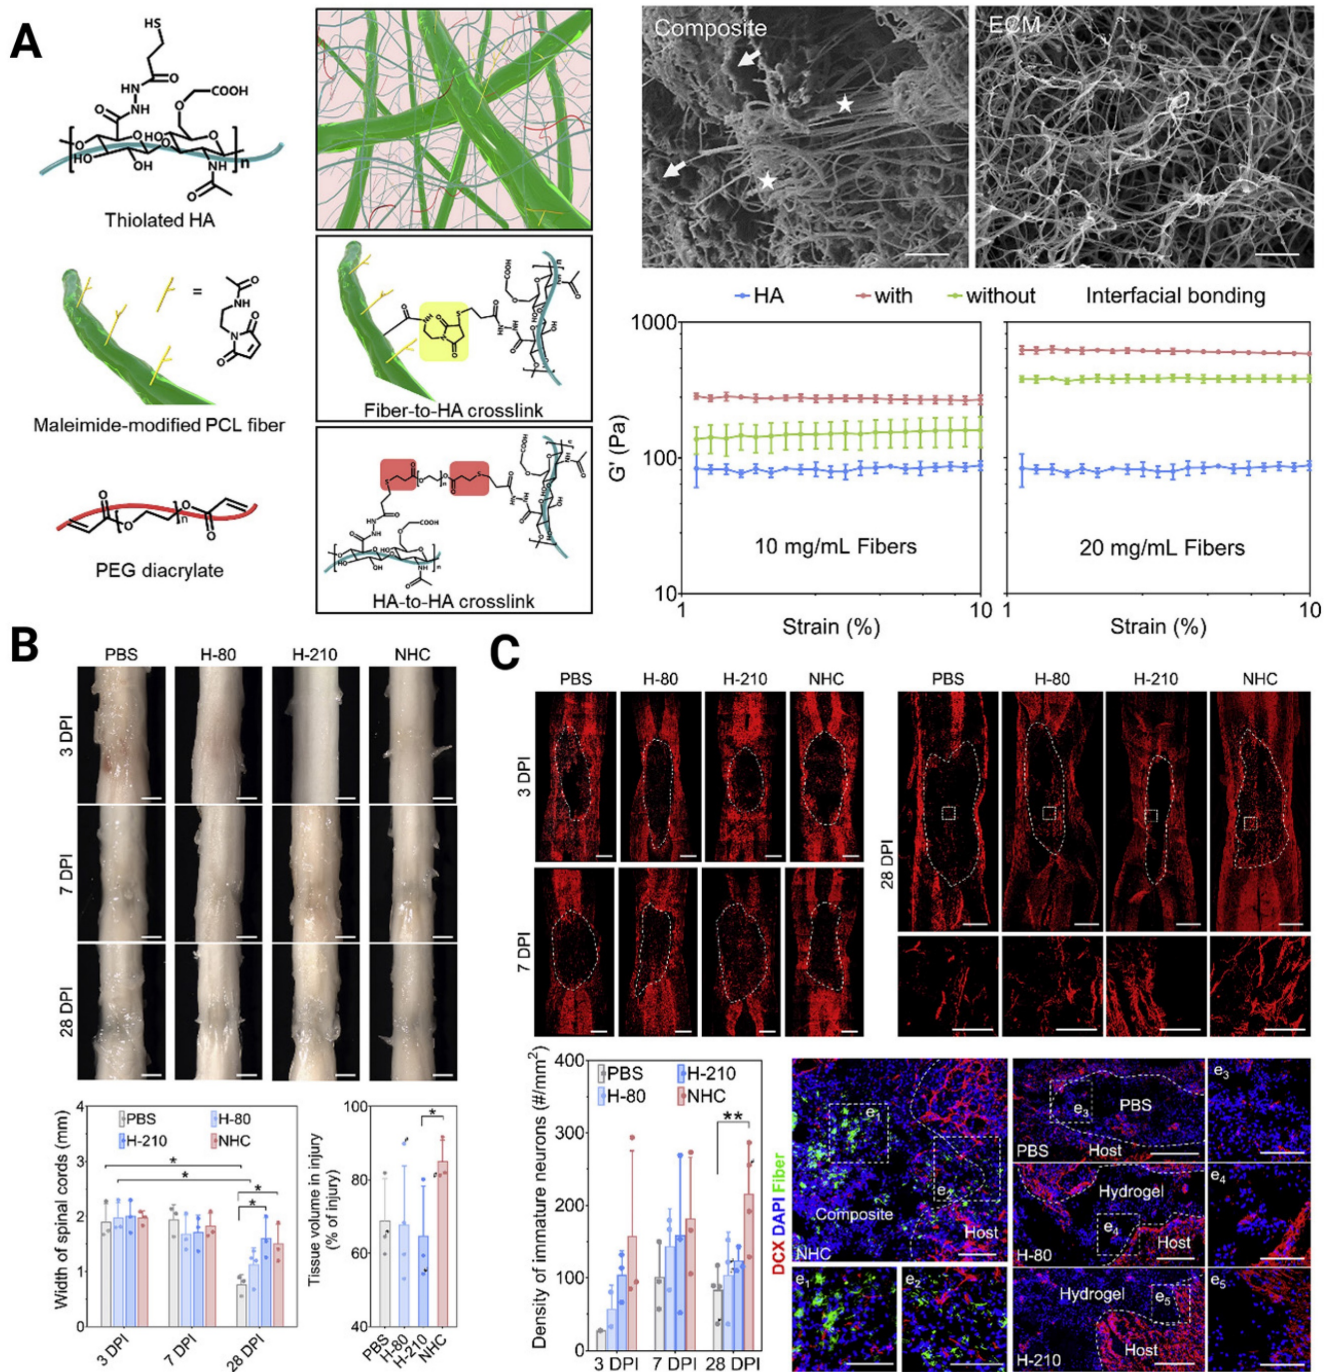 A
HS
O
NH
NH
O
COOH
O
HO
OH
NH
n
Thiolated HA
=
O
NH
N
O
O
Maleimide-modified PCL fiber
O
O
n
O
O
PEG diacrylate
Fiber-to-HA crosslink
HA-to-HA crosslink
Composite
ECM
HA
with
without
Interfacial bonding
1000
100
10
G' (Pa)
10 mg/mL Fibers
20 mg/mL Fibers
1
10
1
10
Strain (%)
Strain (%)
B
PBS
H-80
H-210
NHC
3 DPI
7 DPI
28 DPI
Width of spinal cords (mm)
4
3
2
1
0
PBS
H-80
H-210
NHC
*
*
*
*
3 DPI
7 DPI
28 DPI
Tissue volume in injury
(% of injury)
100
80
60
40
*
PBS
H-80
H-210
NHC
C
PBS
H-80
H-210
NHC
3 DPI
7 DPI
PBS
H-80
H-210
NHC
28 DPI
Density of immature neurons (#/mm²)
400
300
200
100
0
PBS
H-80
H-210
NHC
**
3 DPI
7 DPI
28 DPI
DCX DAPI Fiber
e1
e2
Composite
Host
NHC
e1
e2
e3
PBS
PBS
Host
e3
Hydrogel
e4
Host
H-80
e4
Hydrogel
e5
Host
H-210
e5